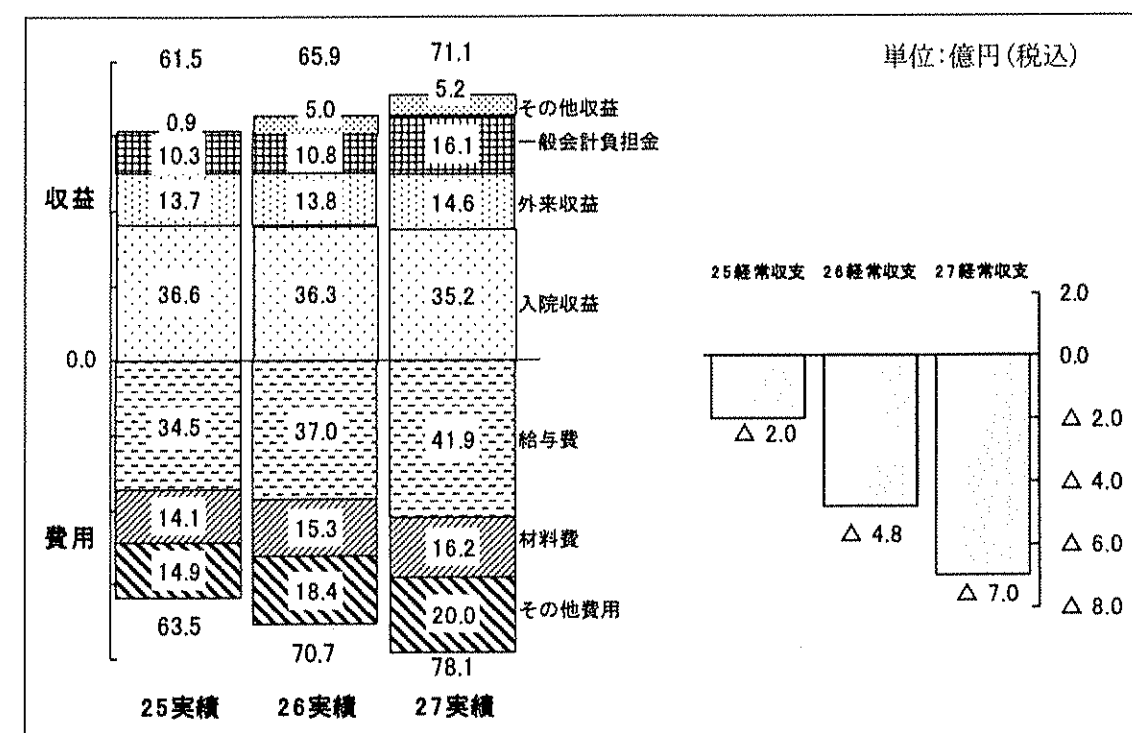 単位:億円(税込)
61.5 65.9 71.1
0.9 5.0 5.2 その他収益
10.3 10.8 16.1 一般会計負担金
収益
13.7 13.8 14.6 外来収益
36.6 36.3 35.2 入院収益
0.0
34.5 37.0 41.9 給与費
費用
14.1 15.3 16.2 材料費
14.9 18.4 20.0 その他費用
63.5 70.7 78.1
25実績 26実績 27実績
25経常収支 26経常収支 27経常収支
2.0
0.0
△ 2.0
△ 4.0
△ 6.0
△ 8.0
△ 2.0
△ 4.8
△ 7.0